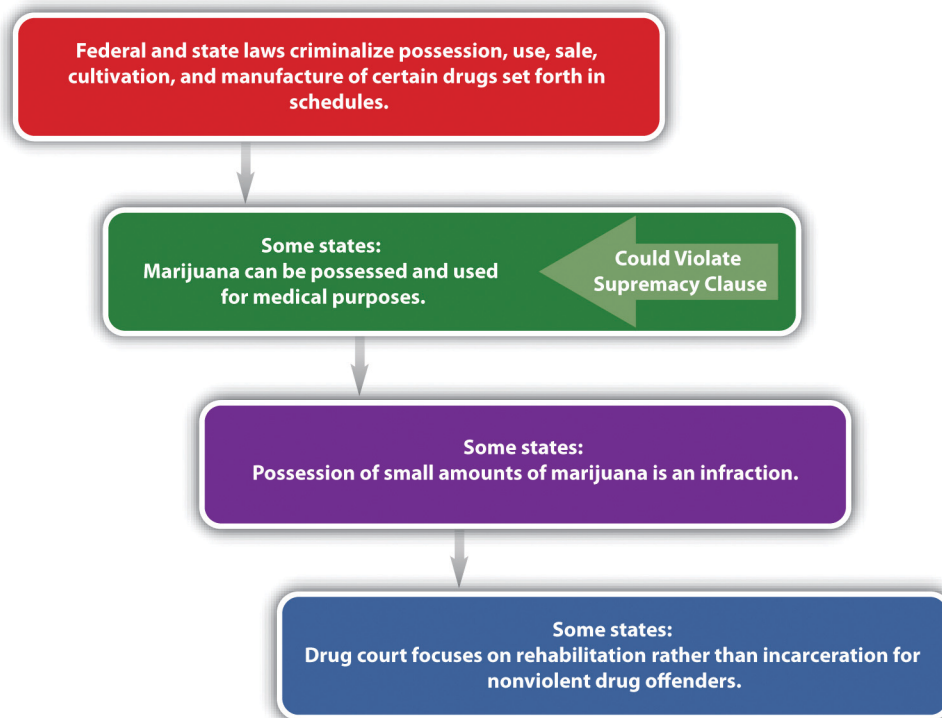 Federal and state laws criminalize possession, use, sale,
cultivation, and manufacture of certain drugs set forth in
schedules.
Some states:
Marijuana can be possessed and used
for medical purposes.
Could Violate
Supremacy Clause
Some states:
Possession of small amounts of marijuana is an infraction.
Some states:
Drug court focuses on rehabilitation rather than incarceration for
nonviolent drug offenders.